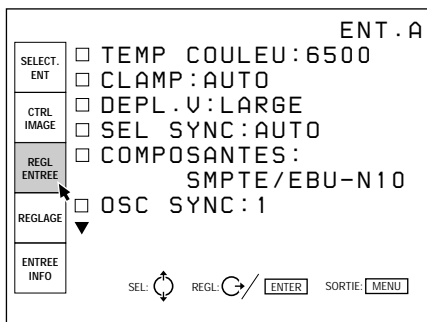 ENT.A
SELECT.
ENT
CTRL
IMAGE
REGL
ENTREE
REGLAGE
ENTREE
INFO
TEMP COULEU:6500
CLAMP:AUTO
DEPL.V:LARGE
SEL SYNC:AUTO
COMPOSANTES:
SMPTE/EBU-N10
OSC SYNC:1
SEL: REGL: / ENTER SORTIE: MENU